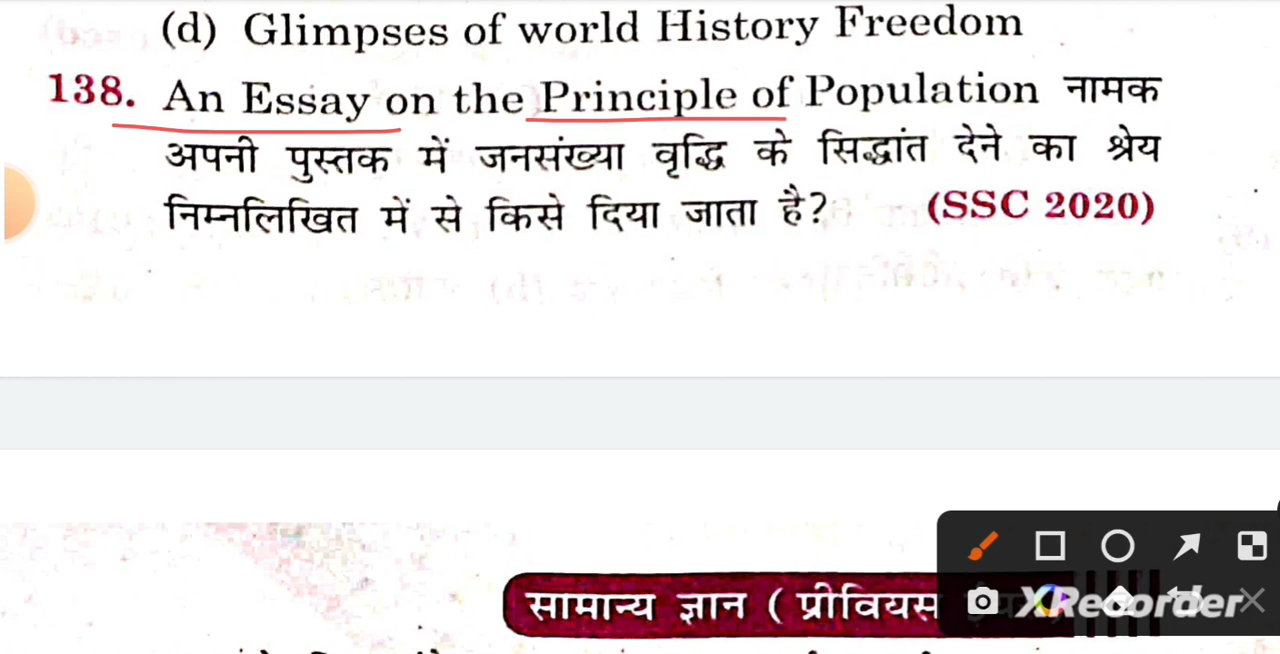 (d) Glimpses of world History Freedom
138. An Essay on the Principle of Population नामक
अपनी पुस्तक में जनसंख्या वृद्धि के सिद्धांत देने का श्रेय
निम्नलिखित में से किसे दिया जाता है? (SSC 2020)
सामान्य ज्ञान ( प्रीवियस
XRecorder